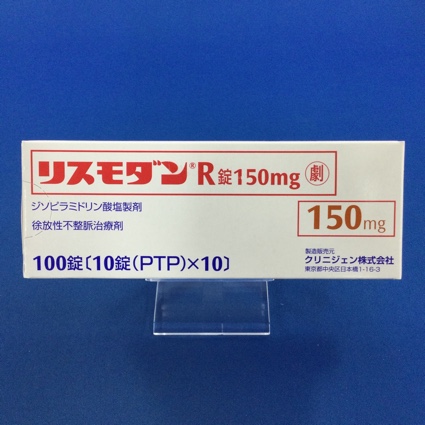 リスモダン® R錠150mg 劇
ジソピラミドリン酸塩製剤
徐放性不整脈治療剤
150mg
100錠〔10錠(PTP)×10〕
製造販売元
クリニジェン株式会社
東京都中央区日本橋1-16-3